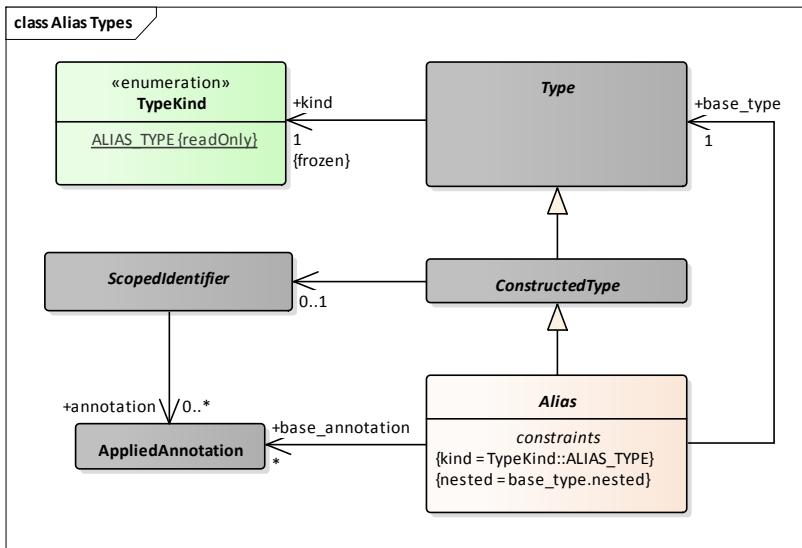 class Alias Types
«enumeration»
TypeKind
ALIAS_TYPE {readOnly}
+kind
1
{frozen}
Type
+base_type
1
ScopedIdentifier
0..1
ConstructedType
+annotation
0..*
AppliedAnnotation
+base_annotation
*
Alias
constraints
{kind = TypeKind::ALIAS_TYPE}
{nested = base_type.nested}